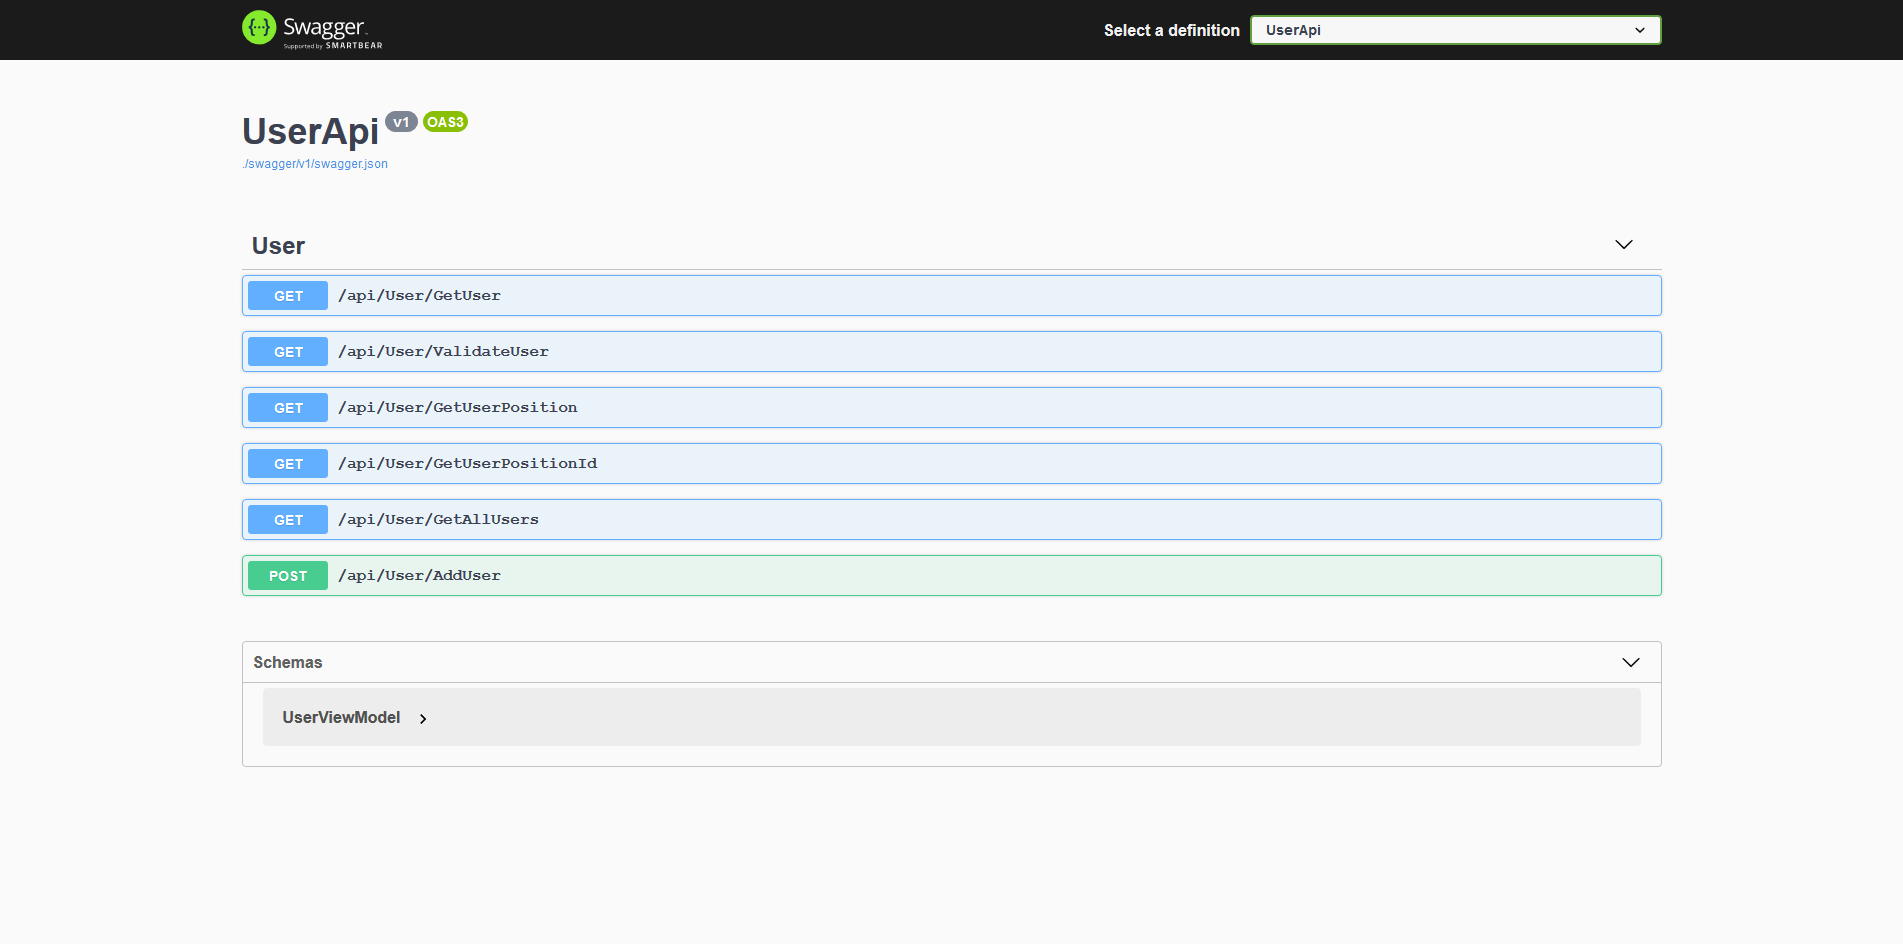 Swagger
Supported by SMARTBEAR
Select a definition
UserApi
UserApi v1 OAS3
./swagger/v1/swagger.json
User
GET /api/User/GetUser
GET /api/User/ValidateUser
GET /api/User/GetUserPosition
GET /api/User/GetUserPositionId
GET /api/User/GetAllUsers
POST /api/User/AddUser
Schemas
UserViewModel